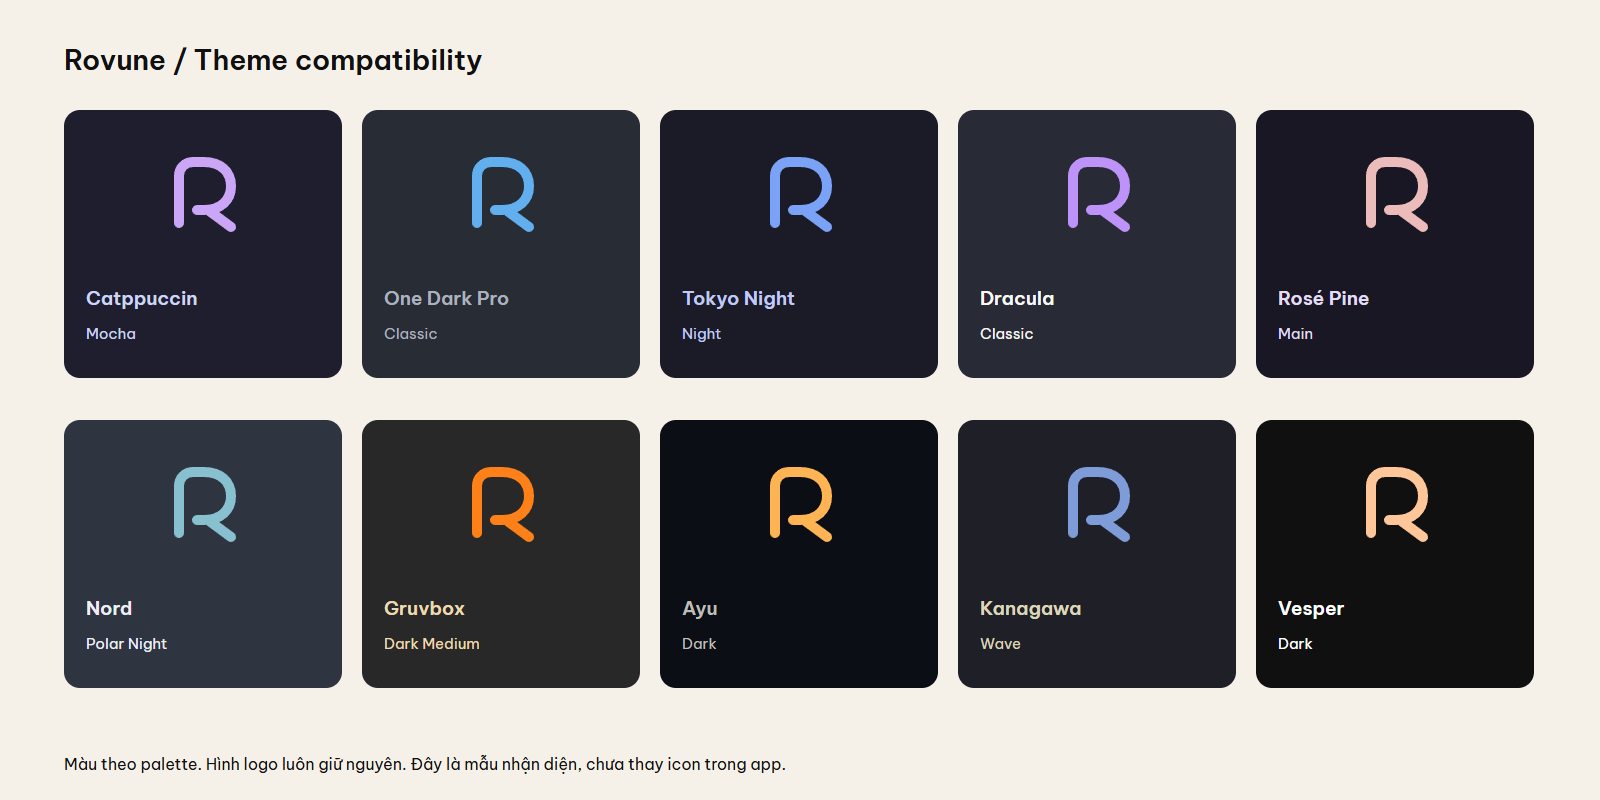 Rovune / Theme compatibility
R R R R R
Catppuccin One Dark Pro Tokyo Night Dracula Rosé Pine
Mocha Classic Night Classic Main
R R R R R
Nord Gruvbox Ayu Kanagawa Vesper
Polar Night Dark Medium Dark Wave Dark
Màu theo palette. Hình logo luôn giữ nguyên. Đây là mẫu nhận diện, chưa thay icon trong app.